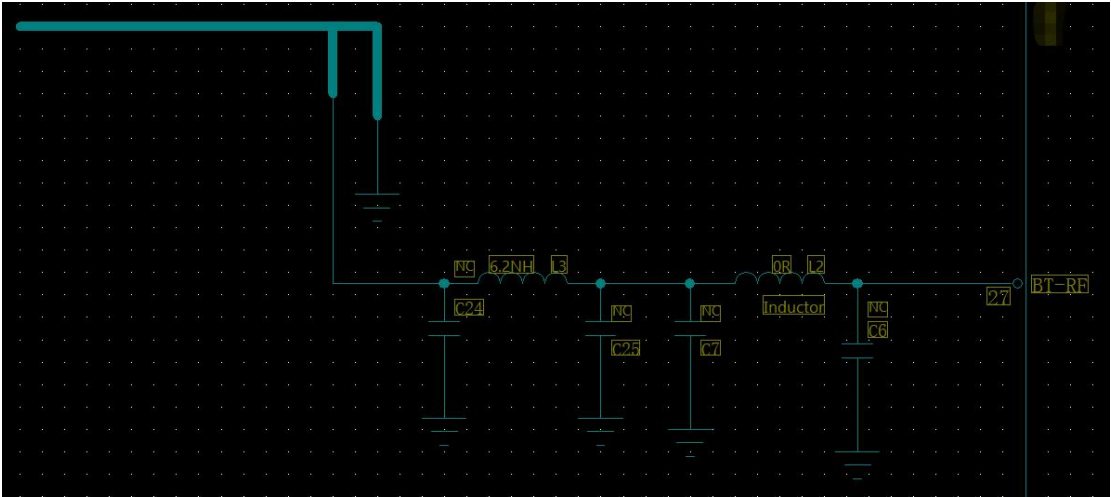 NC 6.2NH L3
0R L2
C24
Inductor
NC
NC
NC
27
BT-RF
C25
C7
C6